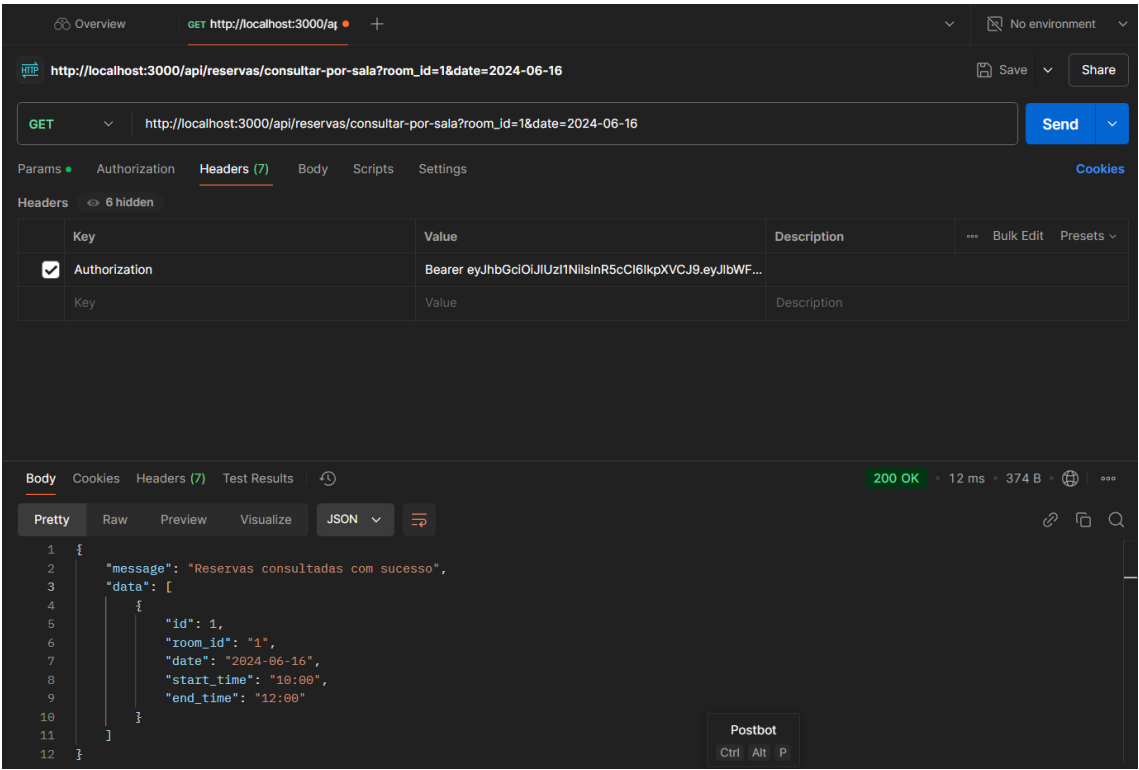 Overview GET http://localhost:3000/ap No environment
HTTP http://localhost:3000/api/reservas/consultar-por-sala?room_id=1&date=2024-06-16 Save Share
GET http://localhost:3000/api/reservas/consultar-por-sala?room_id=1&date=2024-06-16 Send
Params Authorization Headers (7) Body Scripts Settings Cookies
Headers 6 hidden
Key Value Description Bulk Edit Presets
Authorization Bearer eyJhbGciOiJIUzI1NiIsInR5cCI6IkpXVCJ9.eyJlbWF...
Key Value Description
Body Cookies Headers (7) Test Results 200 OK 12 ms 374 B
Pretty Raw Preview Visualize JSON
1 {
2 "message": "Reservas consultadas com sucesso",
3 "data": [
4 {
5 "id": 1,
6 "room_id": "1",
7 "date": "2024-06-16",
8 "start_time": "10:00",
9 "end_time": "12:00"
10 }
11 ]
12 }
Postbot
Ctrl Alt P